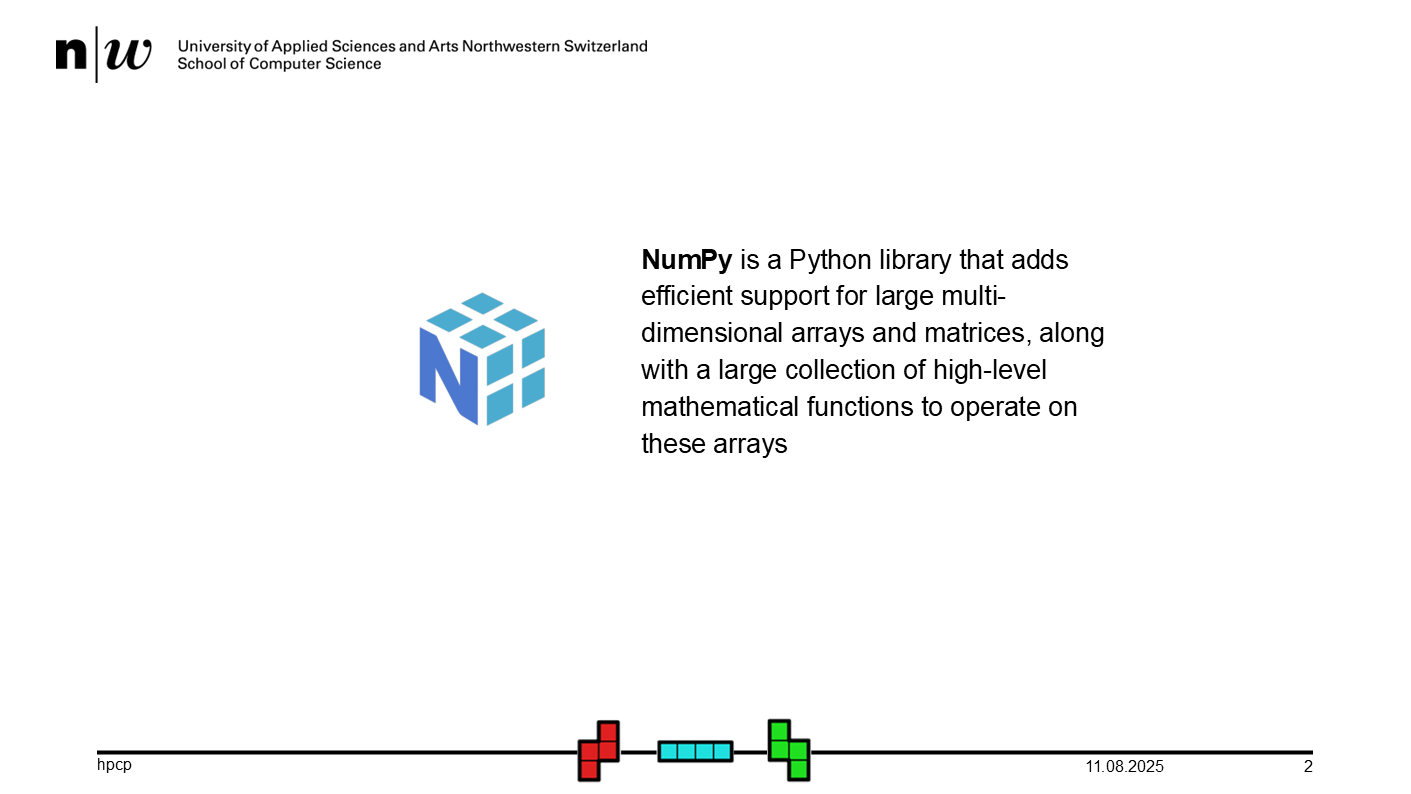 n|w
University of Applied Sciences and Arts Northwestern Switzerland
School of Computer Science
NumPy is a Python library that adds
efficient support for large multi-
dimensional arrays and matrices, along
with a large collection of high-level
mathematical functions to operate on
these arrays
N
hpcp
11.08.2025
2